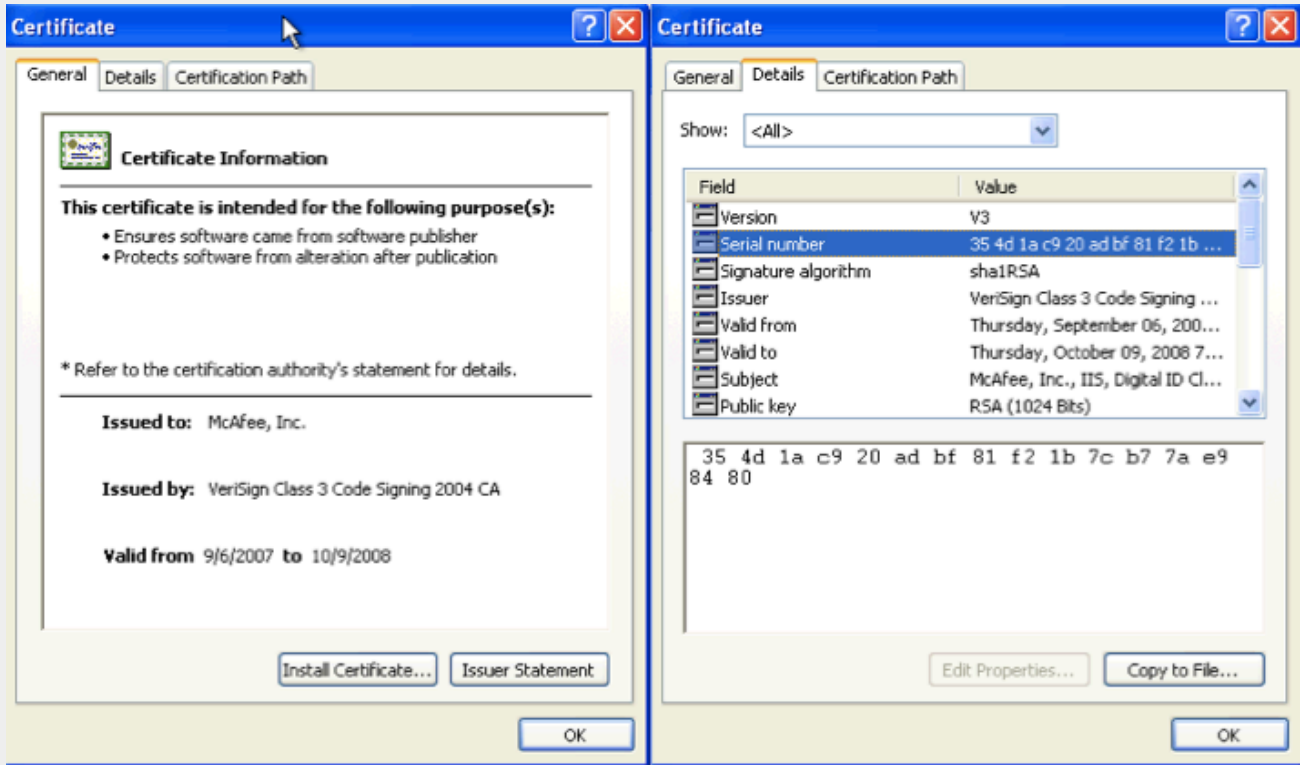 Certificate
General Details Certification Path
Certificate Information
This certificate is intended for the following purpose(s):
• Ensures software came from software publisher
• Protects software from alteration after publication
* Refer to the certification authority's statement for details.
Issued to: McAfee, Inc.
Issued by: VeriSign Class 3 Code Signing 2004 CA
Valid from 9/6/2007 to 10/9/2008
Install Certificate... Issuer Statement
OK
Certificate
General Details Certification Path
Show: <All>
Field Value
Version V3
Serial number 35 4d 1a c9 20 ad bf 81 f2 1b ...
Signature algorithm sha1RSA
Issuer VeriSign Class 3 Code Signing ...
Valid from Thursday, September 06, 200...
Valid to Thursday, October 09, 2008 7...
Subject McAfee, Inc., IIS, Digital ID Cl...
Public key RSA (1024 Bits)
35 4d 1a c9 20 ad bf 81 f2 1b 7c b7 7a e9
84 80
Edit Properties... Copy to File...
OK